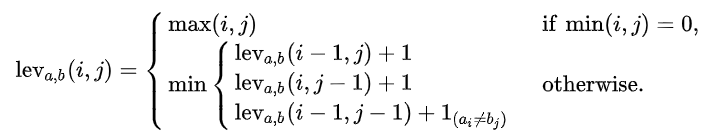 max(i, j) if min(i, j) = 0,
lev_{a,b}(i − 1, j) + 1
lev_{a,b}(i, j) = min lev_{a,b}(i, j − 1) + 1 otherwise.
lev_{a,b}(i − 1, j − 1) + 1_{(a_i≠b_j)}